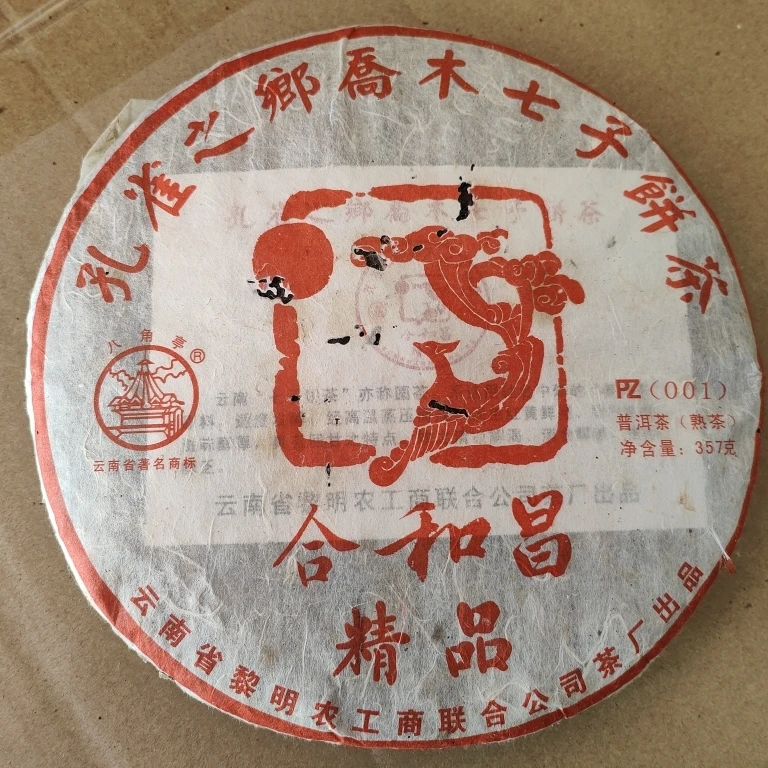 孔雀之鄉喬木七子餅茶
八角亭®
云南省著名商标
PZ（001）
普洱茶（熟茶）
净含量：357克
云南省黎明农工商联合公司茶厂出品
合和昌
精品
云南省黎明农工商联合公司茶厂出品